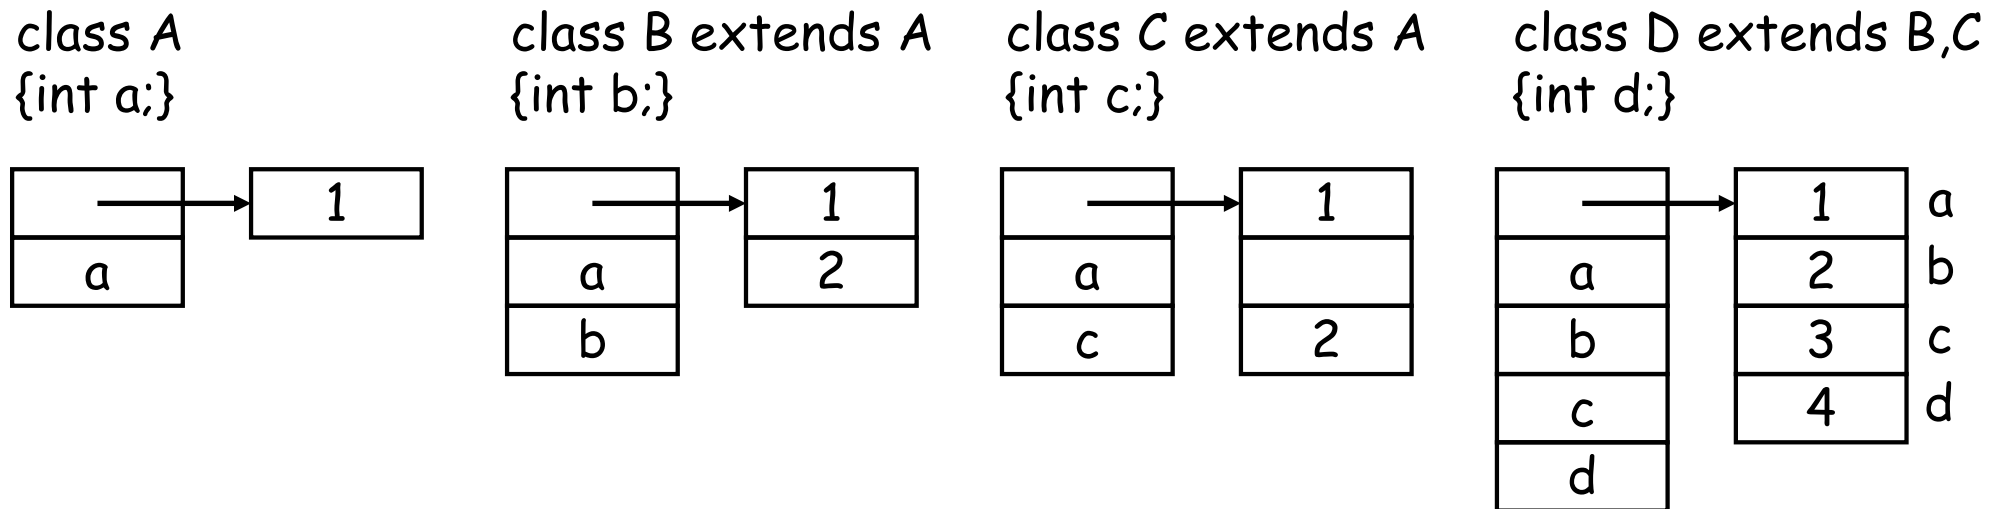 class A
{int a;}
class B extends A
{int b;}
class C extends A
{int c;}
class D extends B,C
{int d;}
1
a
1
a
2
b
1
a
c
2
1 a
a 2 b
b 3 c
c 4 d
d